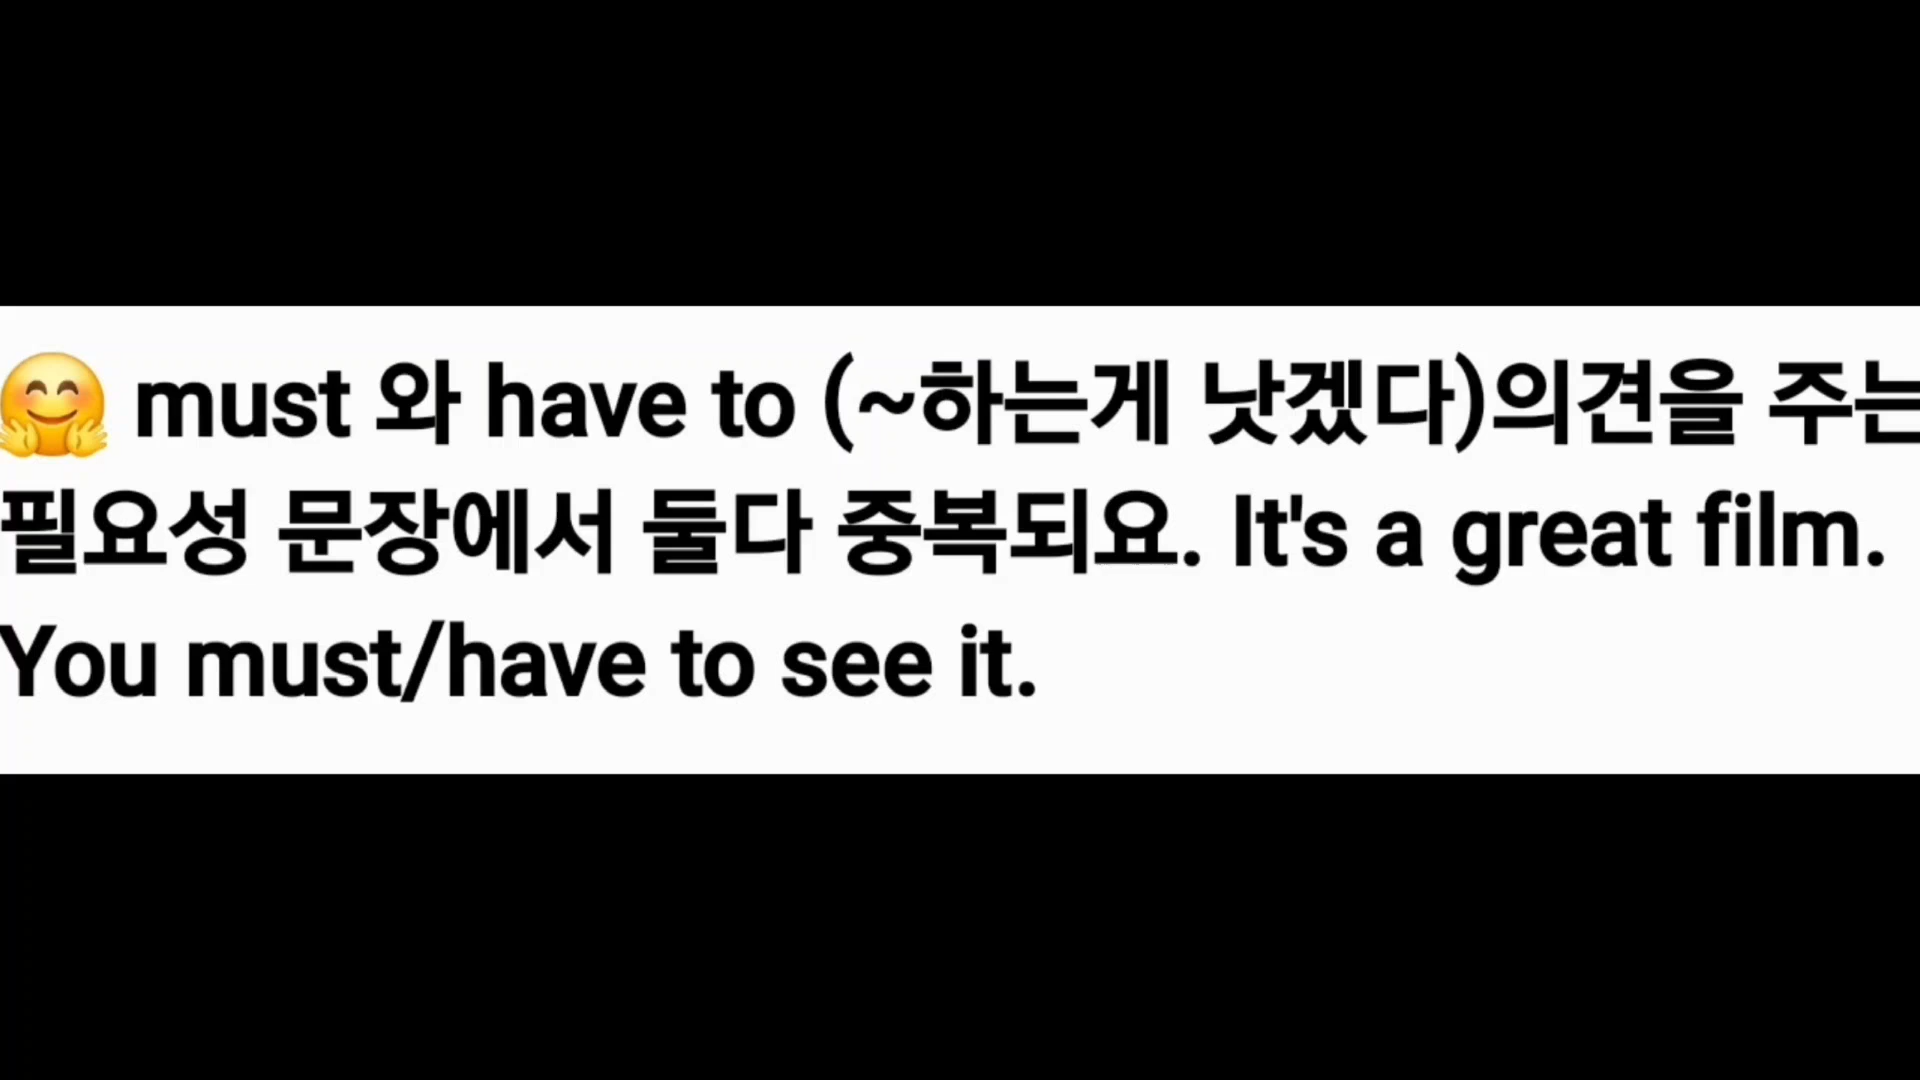 🤗 must 와 have to (~하는게 낫겠다)의견을 주는
필요성 문장에서 둘다 중복되요. It's a great film.
You must/have to see it.